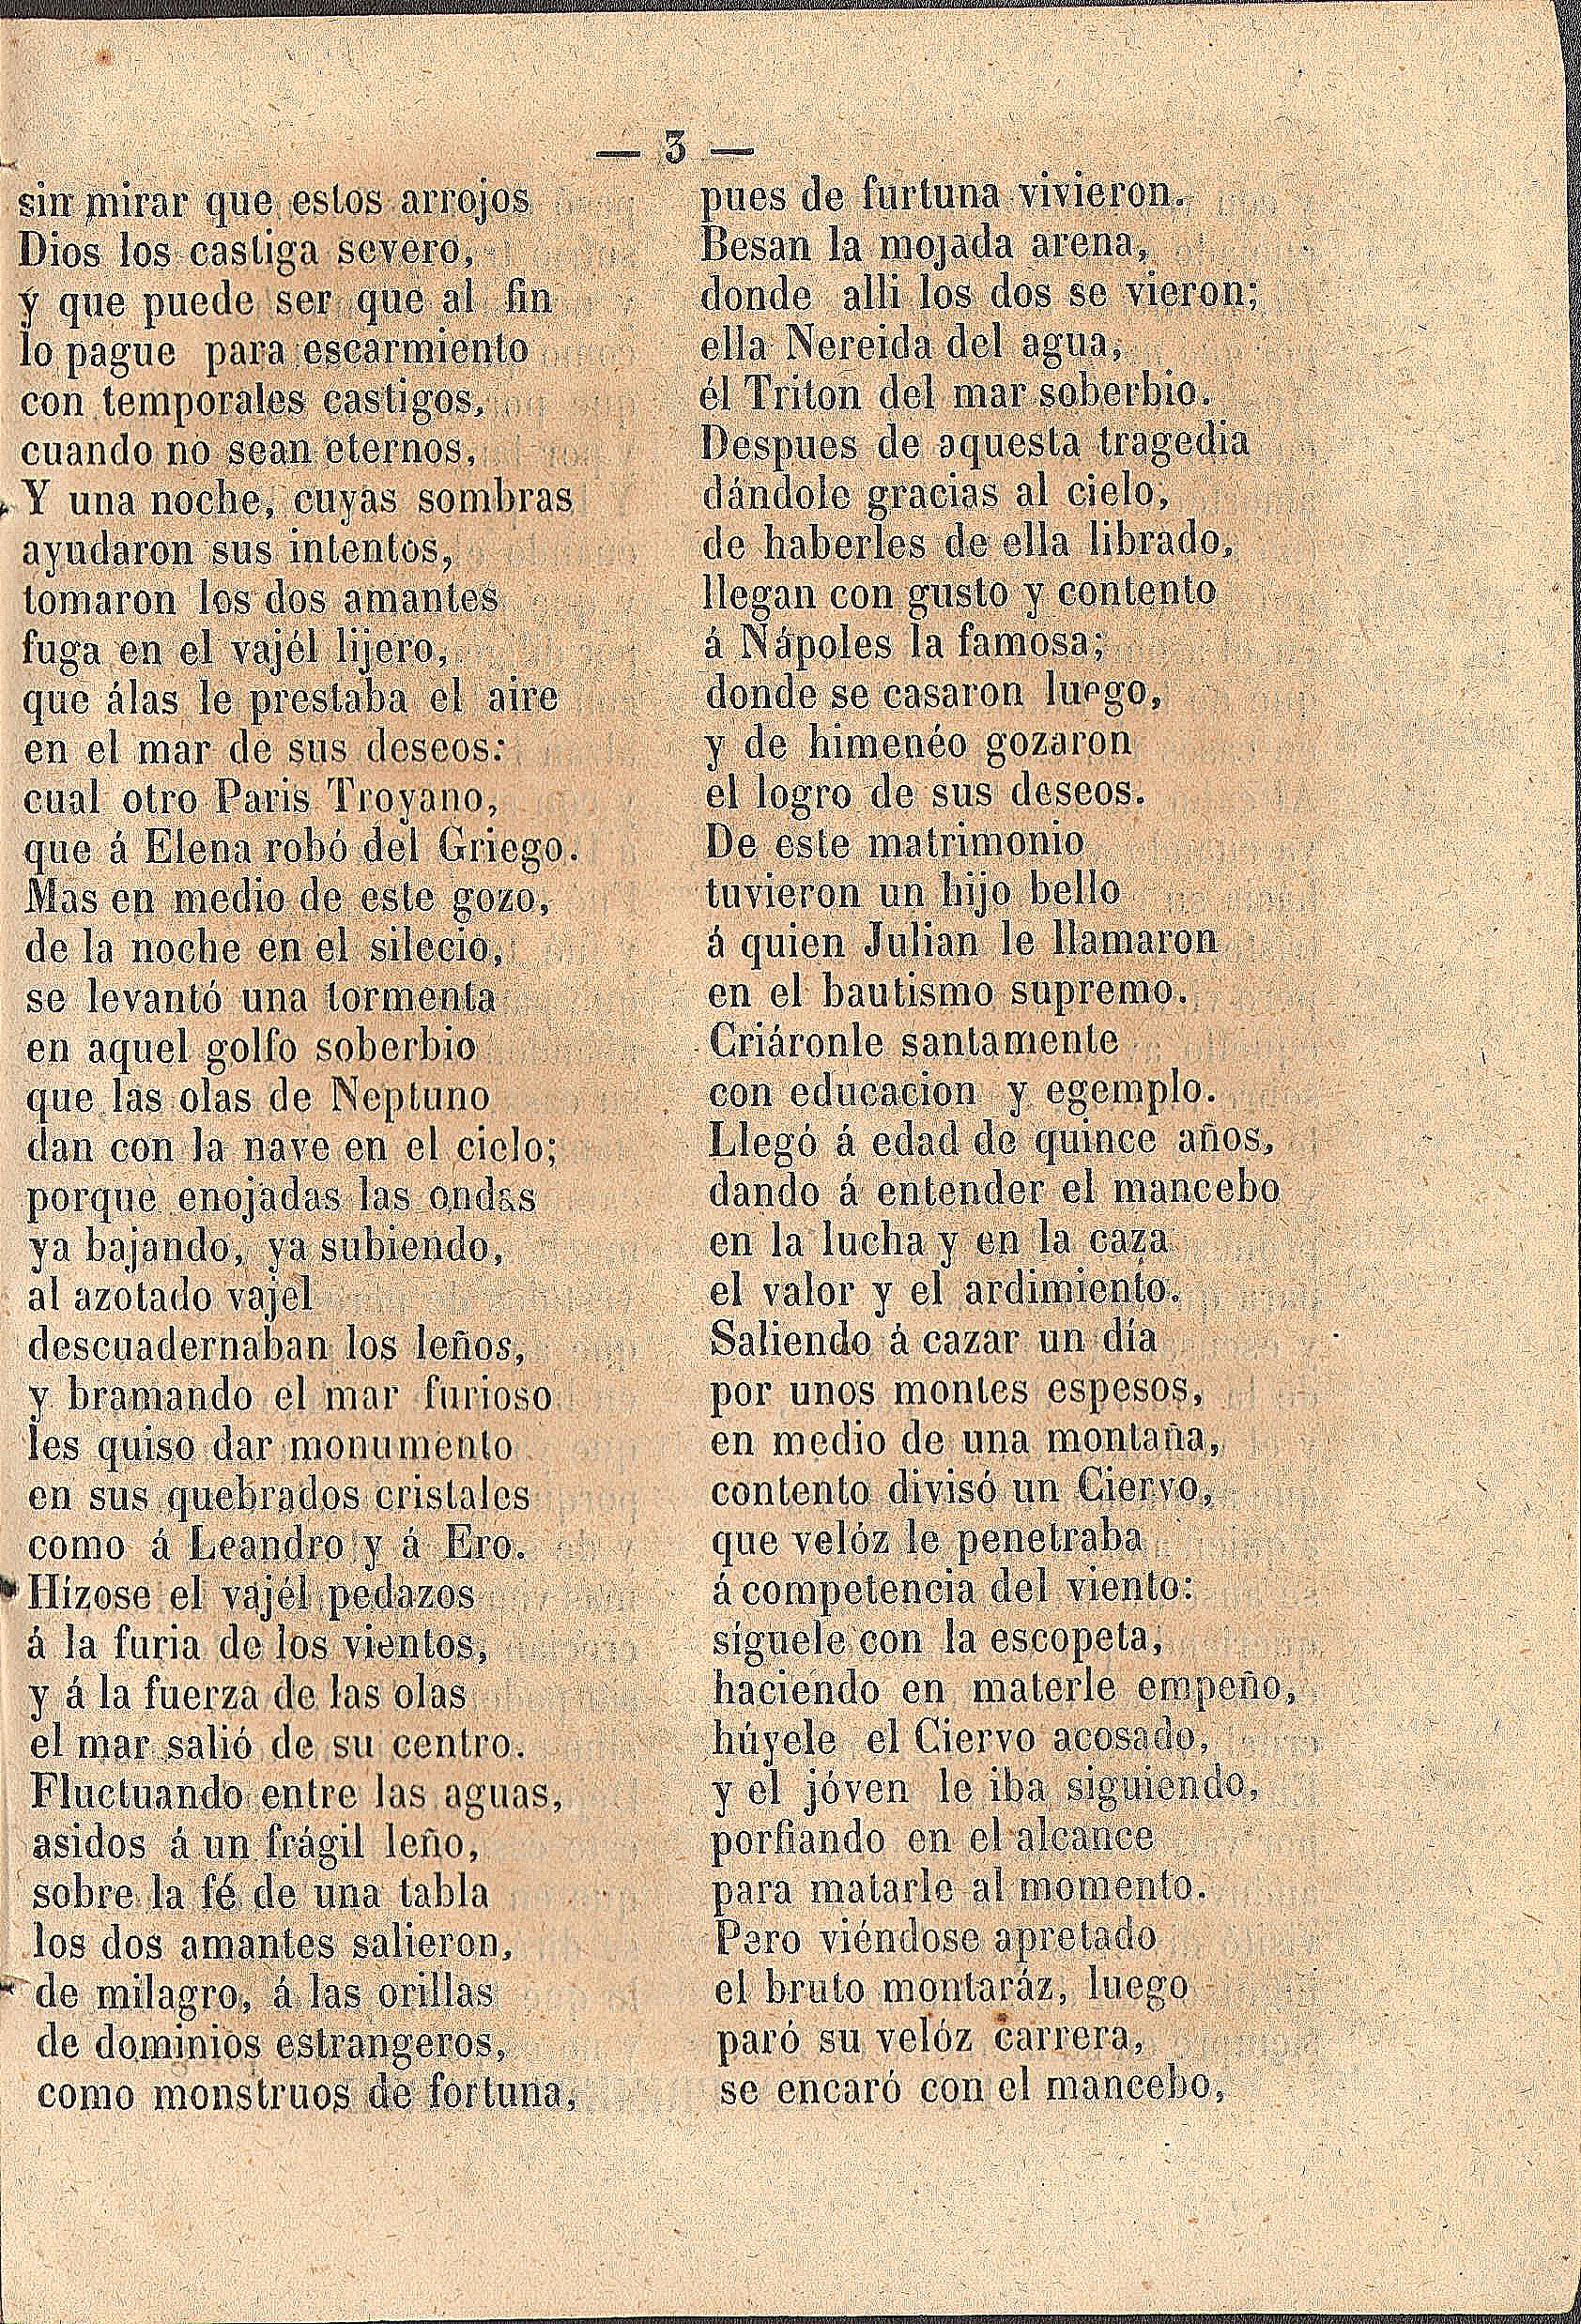 — 3 —
sin mirar que estos arrojos
Dios los castiga severo,
y que puede ser que al fin
lo pague para escarmiento
con temporales castigos,
cuando no sean eternos,
Y una noche, cuyas sombras
ayudaron sus intentos,
tomaron los dos amantes
fuga en el vajél lijero,
que álas le prestaba el aire
en el mar de sus deseos:
cual otro Paris Troyano,
que á Elena robó del Griego.
Mas en medio de este gozo,
de la noche en el silecio,
se levantó una tormenta
en aquel golfo soberbio
que las olas de Neptuno
dan con la nave en el cielo;
porque enojadas las ondas
ya bajando, ya subiendo,
al azotado vajel
descuadernaban los leños,
y bramando el mar furioso
les quiso dar monumento
en sus quebrados cristales
como á Leandro y á Ero.
Hízose el vajél pedazos
á la furia de los vientos,
y á la fuerza de las olas
el mar salió de su centro.
Fluctuando entre las aguas,
asidos á un frágil leño,
sobre la fé de una tabla
los dos amantes salieron,
de milagro, á las orillas
de dominios estrangeros,
como monstruos de fortuna,
pues de furtuna vivieron.
Besan la mojada arena,
donde alli los dos se vieron;
ella Nereida del agua,
él Triton del mar soberbio.
Despues de aquesta tragedia
dándole gracias al cielo,
de haberles de ella librado,
llegan con gusto y contento
á Nápoles la famosa;
donde se casaron luego,
y de himenéo gozaron
el logro de sus deseos.
De este matrimonio
tuvieron un hijo bello
á quien Julian le llamaron
en el bautismo supremo.
Criáronle santamente
con educacion y egemplo.
Llegó á edad de quince años,
dando á entender el mancebo
en la lucha y en la caza
el valor y el ardimiento.
Saliendo á cazar un día
por unos montes espesos,
en medio de una montaña,
contento divisó un Ciervo,
que velóz le penetraba
á competencia del viento:
síguele con la escopeta,
haciendo en materle empeño,
húyele el Ciervo acosado,
y el jóven le iba siguiendo,
porfiando en el alcance
para matarle al momento.
Pero viéndose apretado
el bruto montaráz, luego
paró su velóz carrera,
se encaró con el mancebo,